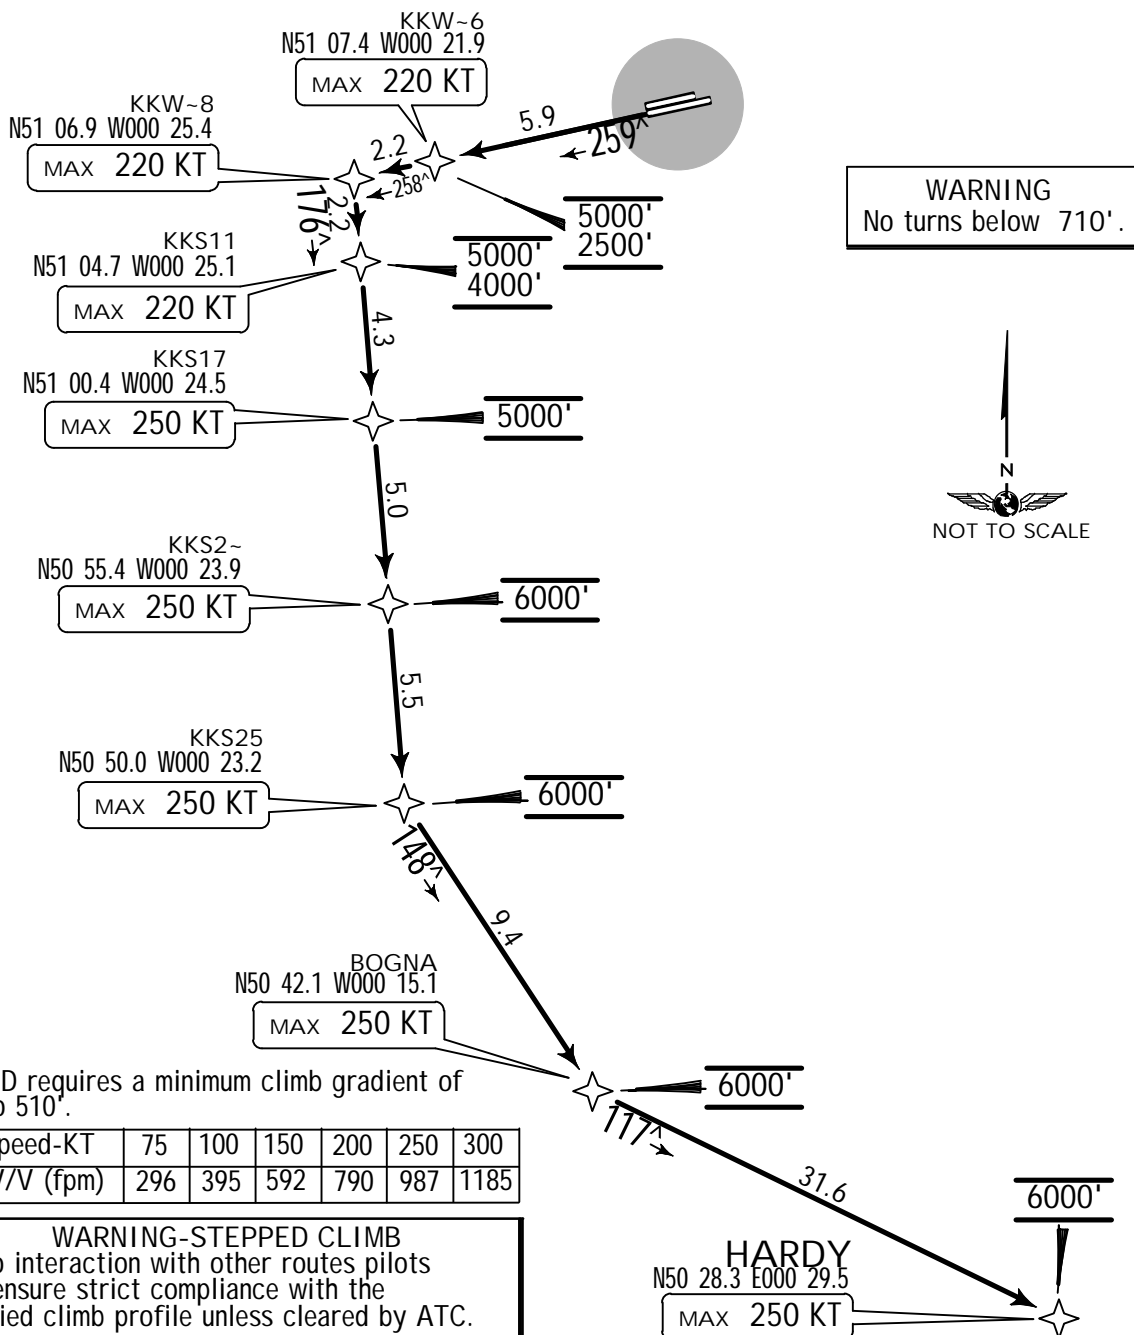 KKW~6
N51 07.4 W000 21.9
MAX 220 KT
KKW~8
N51 06.9 W000 25.4
MAX 220 KT
5.9
259^
2.2
258^
5000'
2500'
WARNING
No turns below 710'.
176^
2.2
KKS11
N51 04.7 W000 25.1
MAX 220 KT
5000'
4000'
4.3
KKS17
N51 00.4 W000 24.5
MAX 250 KT
5000'
N
NOT TO SCALE
5.0
KKS2~
N50 55.4 W000 23.9
MAX 250 KT
6000'
5.5
KKS25
N50 50.0 W000 23.2
MAX 250 KT
6000'
148^
9.4
BOGNA
N50 42.1 W000 15.1
MAX 250 KT
6000'
117^
31.6
D requires a minimum climb gradient of
510'.
peed-KT 75 100 150 200 250 300
V/V (fpm) 296 395 592 790 987 1185
WARNING-STEPPED CLIMB
interaction with other routes pilots
ensure strict compliance with the
ied climb profile unless cleared by ATC.
6000'
HARDY
N50 28.3 E000 29.5
MAX 250 KT